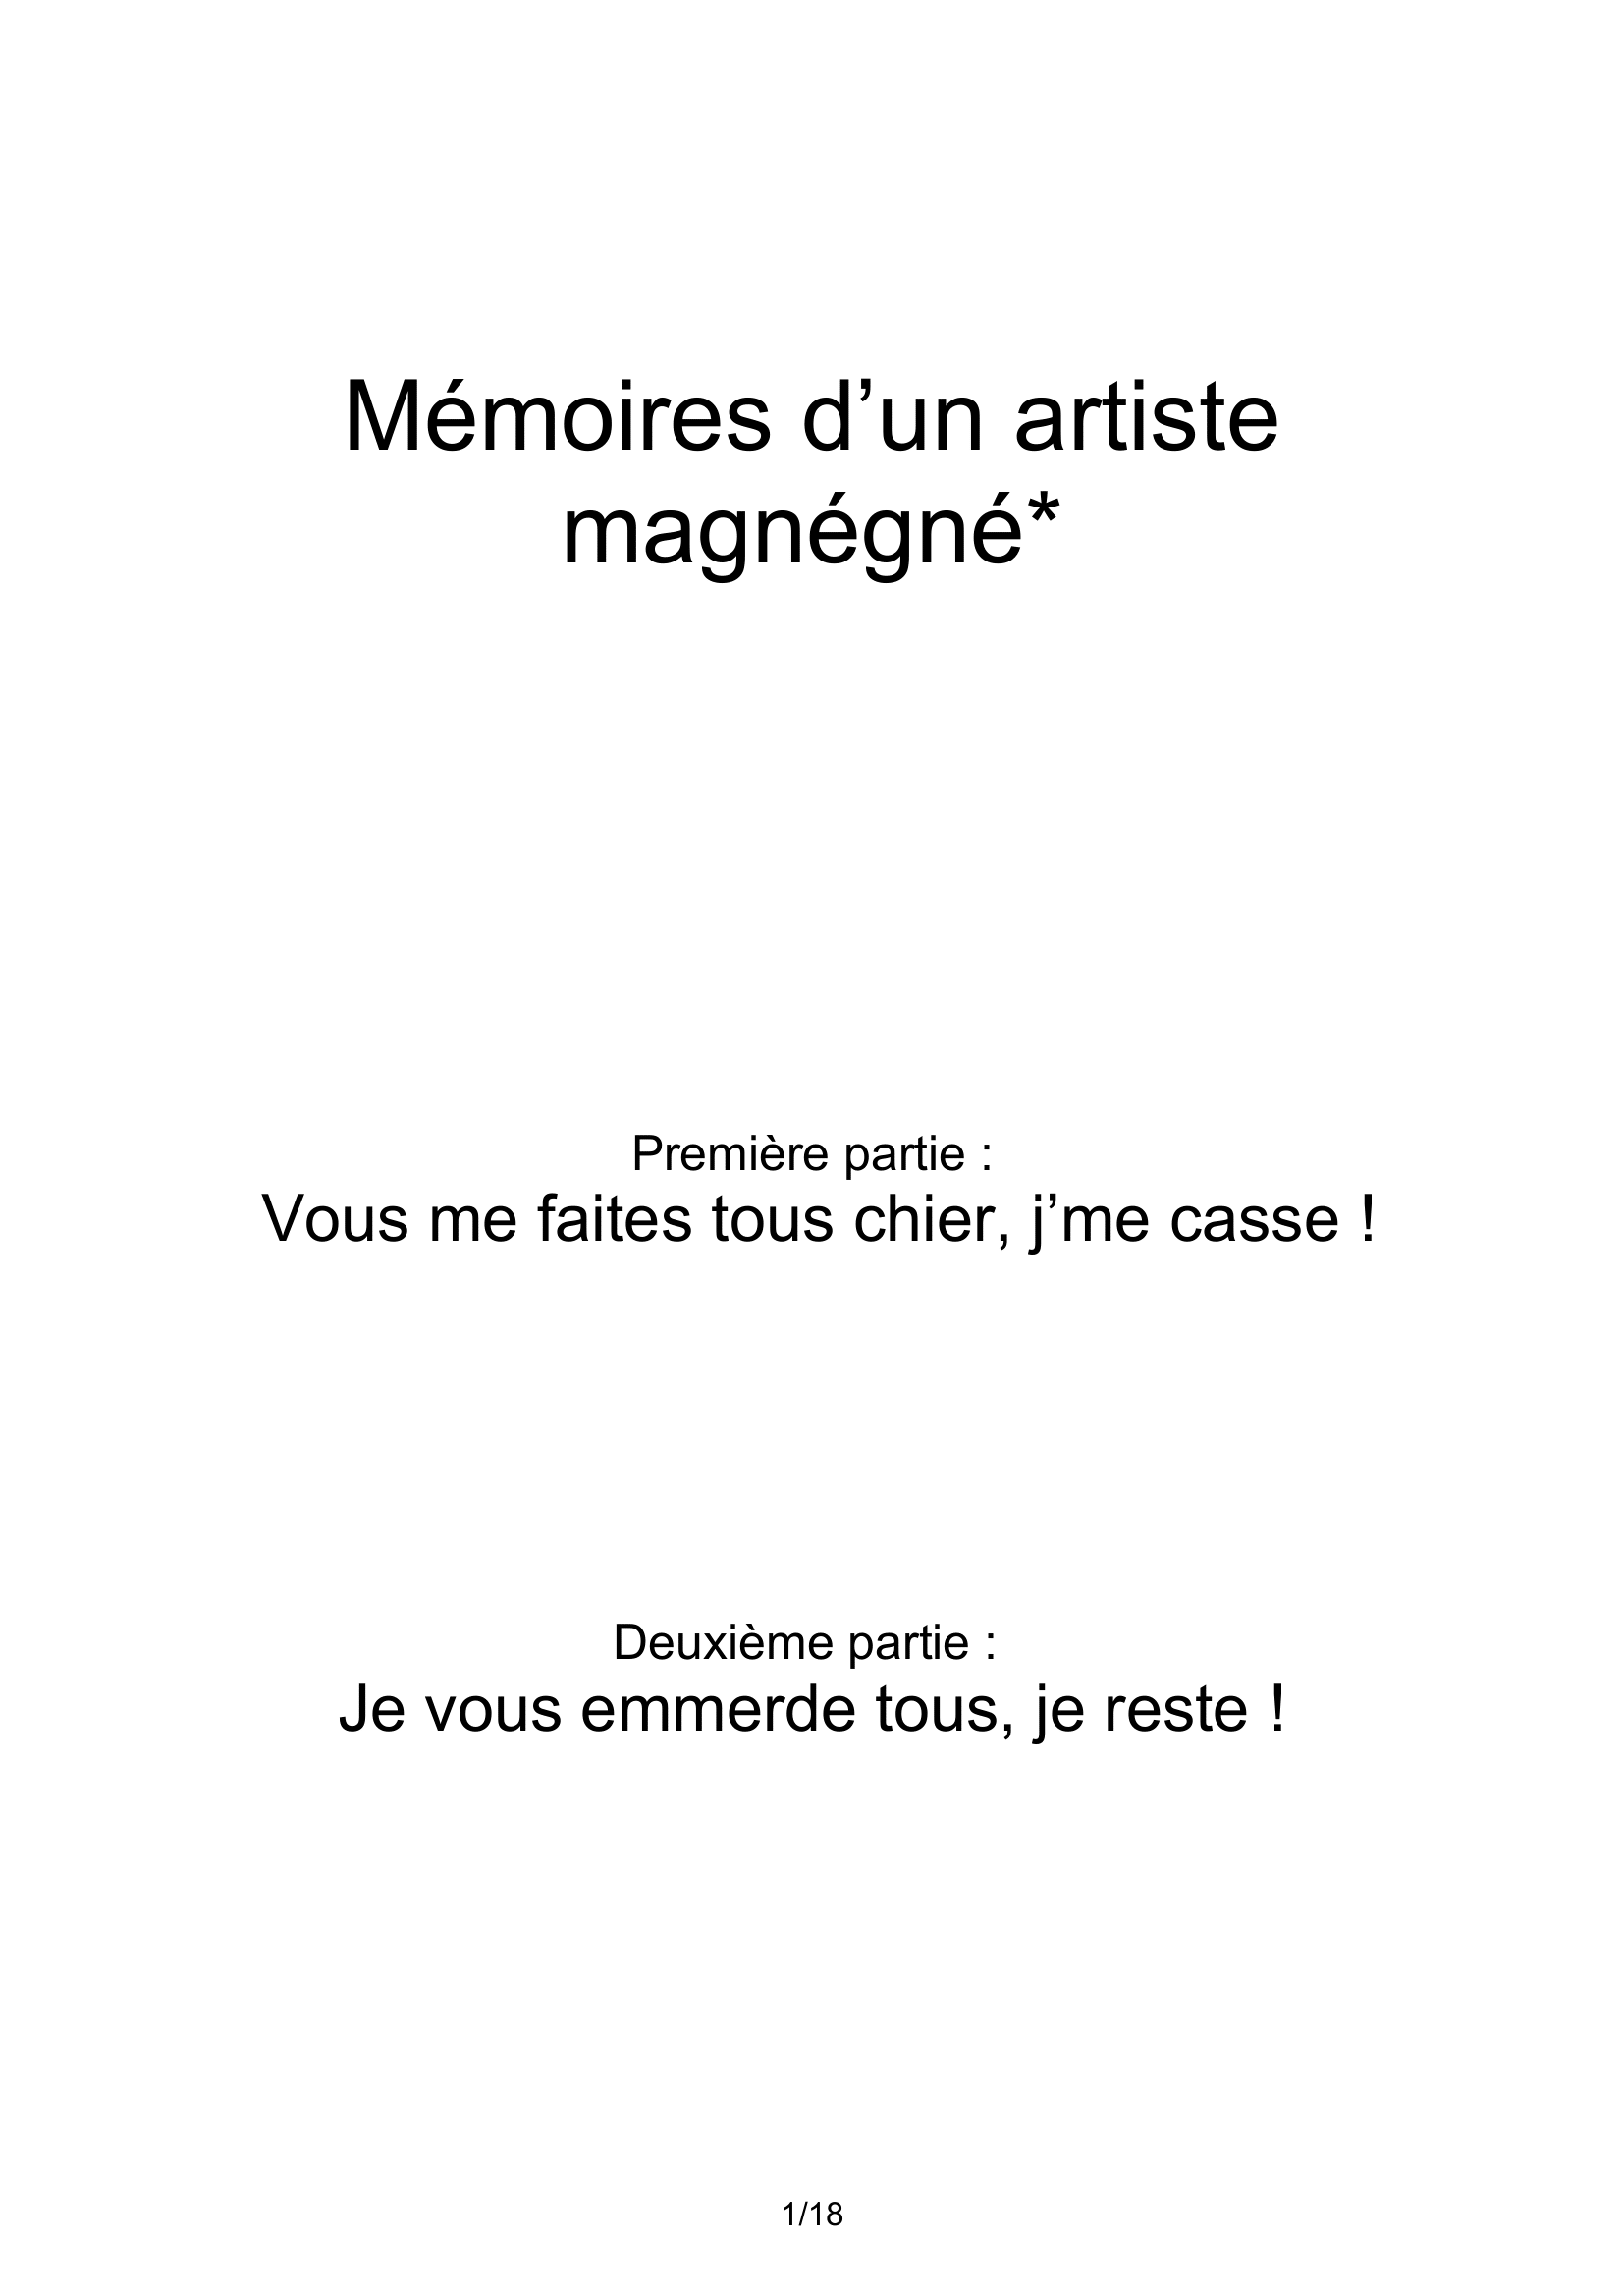 Mémoires d’un artiste
magnégné*
Première partie :
Vous me faites tous chier, j’me casse !
Deuxième partie :
Je vous emmerde tous, je reste !
1/18